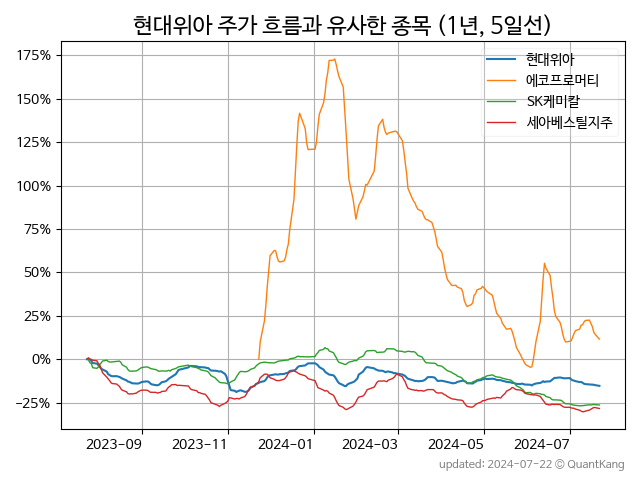 현대위아 주가 흐름과 유사한 종목 (1년, 5일선)
175%
150%
125%
100%
75%
50%
25%
0%
−25%
현대위아
에코프로머티
SK케미칼
세아베스틸지주
2023-09
2023-11
2024-01
2024-03
2024-05
2024-07
updated: 2024-07-22 © QuantKang